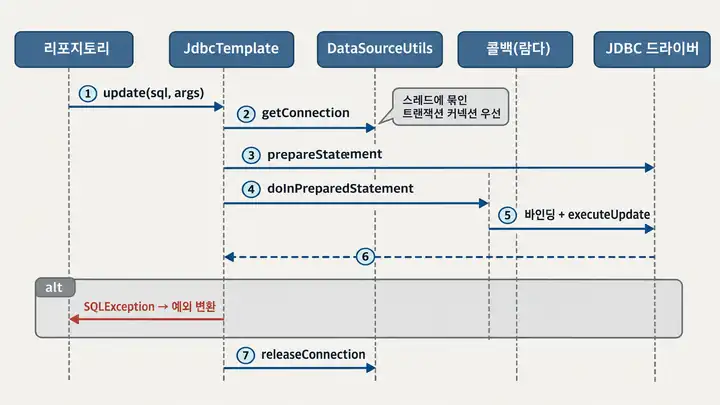 리포지토리
JdbcTemplate
DataSourceUtils
콜백(람다)
JDBC 드라이버
1 update(sql, args)
2 getConnection
스레드에 묶인
트랜잭션 커넥션 우선
3 prepareStatement
4 doInPreparedStatement
5 바인딩 + executeUpdate
6
alt
SQLException → 예외 변환
7 releaseConnection